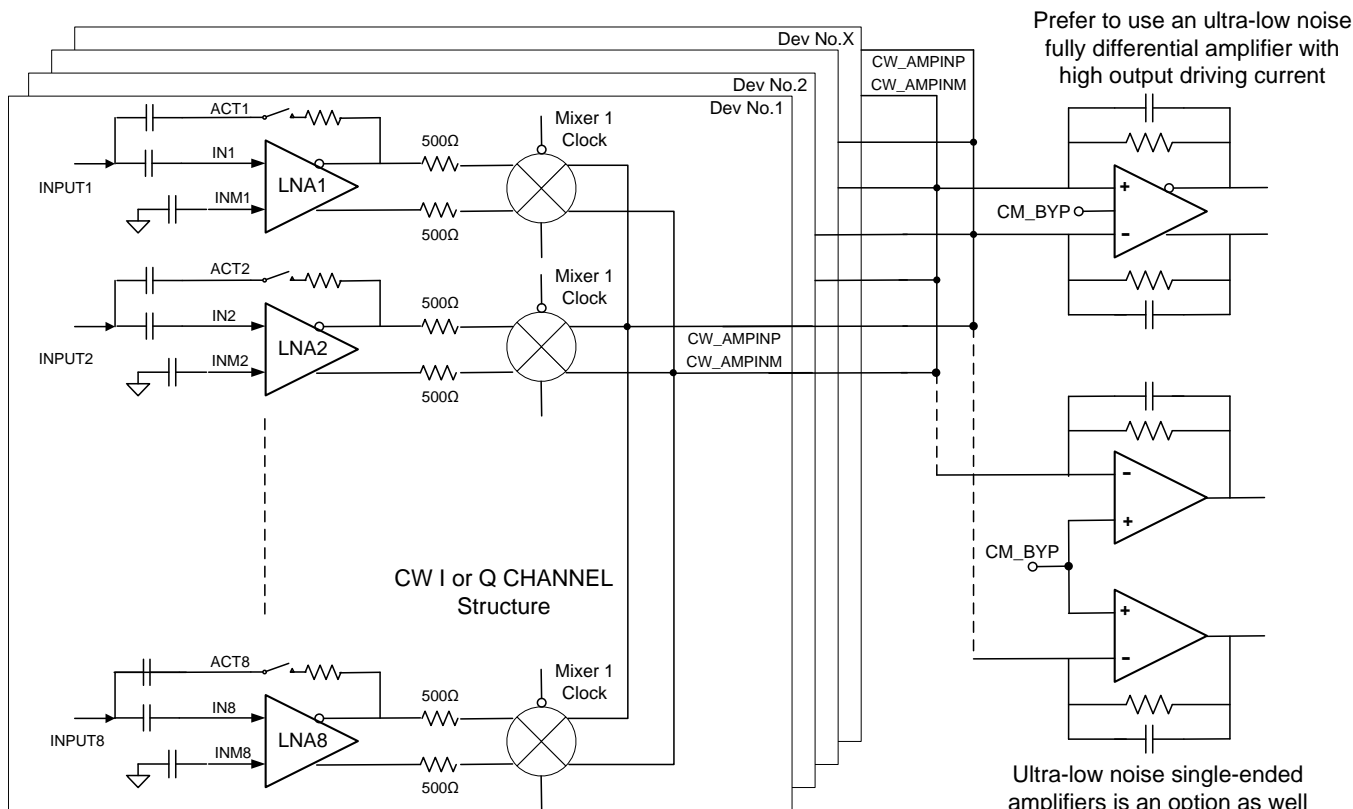 Prefer to use an ultra-low noise
fully differential amplifier with
high output driving current
Dev No.X
CW_AMPINP
CW_AMPINM
Dev No.2
Dev No.1
ACT1
500Ω
Mixer 1
Clock
IN1
INPUT1
LNA1
INM1
500Ω
+
CM_BYP
-
ACT2
500Ω
Mixer 1
Clock
IN2
INPUT2
LNA2
INM2
500Ω
CW_AMPINP
CW_AMPINM
-
+
CM_BYP
+
-
CW I or Q CHANNEL
Structure
ACT8
500Ω
Mixer 1
Clock
IN8
INPUT8
LNA8
INM8
500Ω
Ultra-low noise single-ended
amplifiers is an option as well